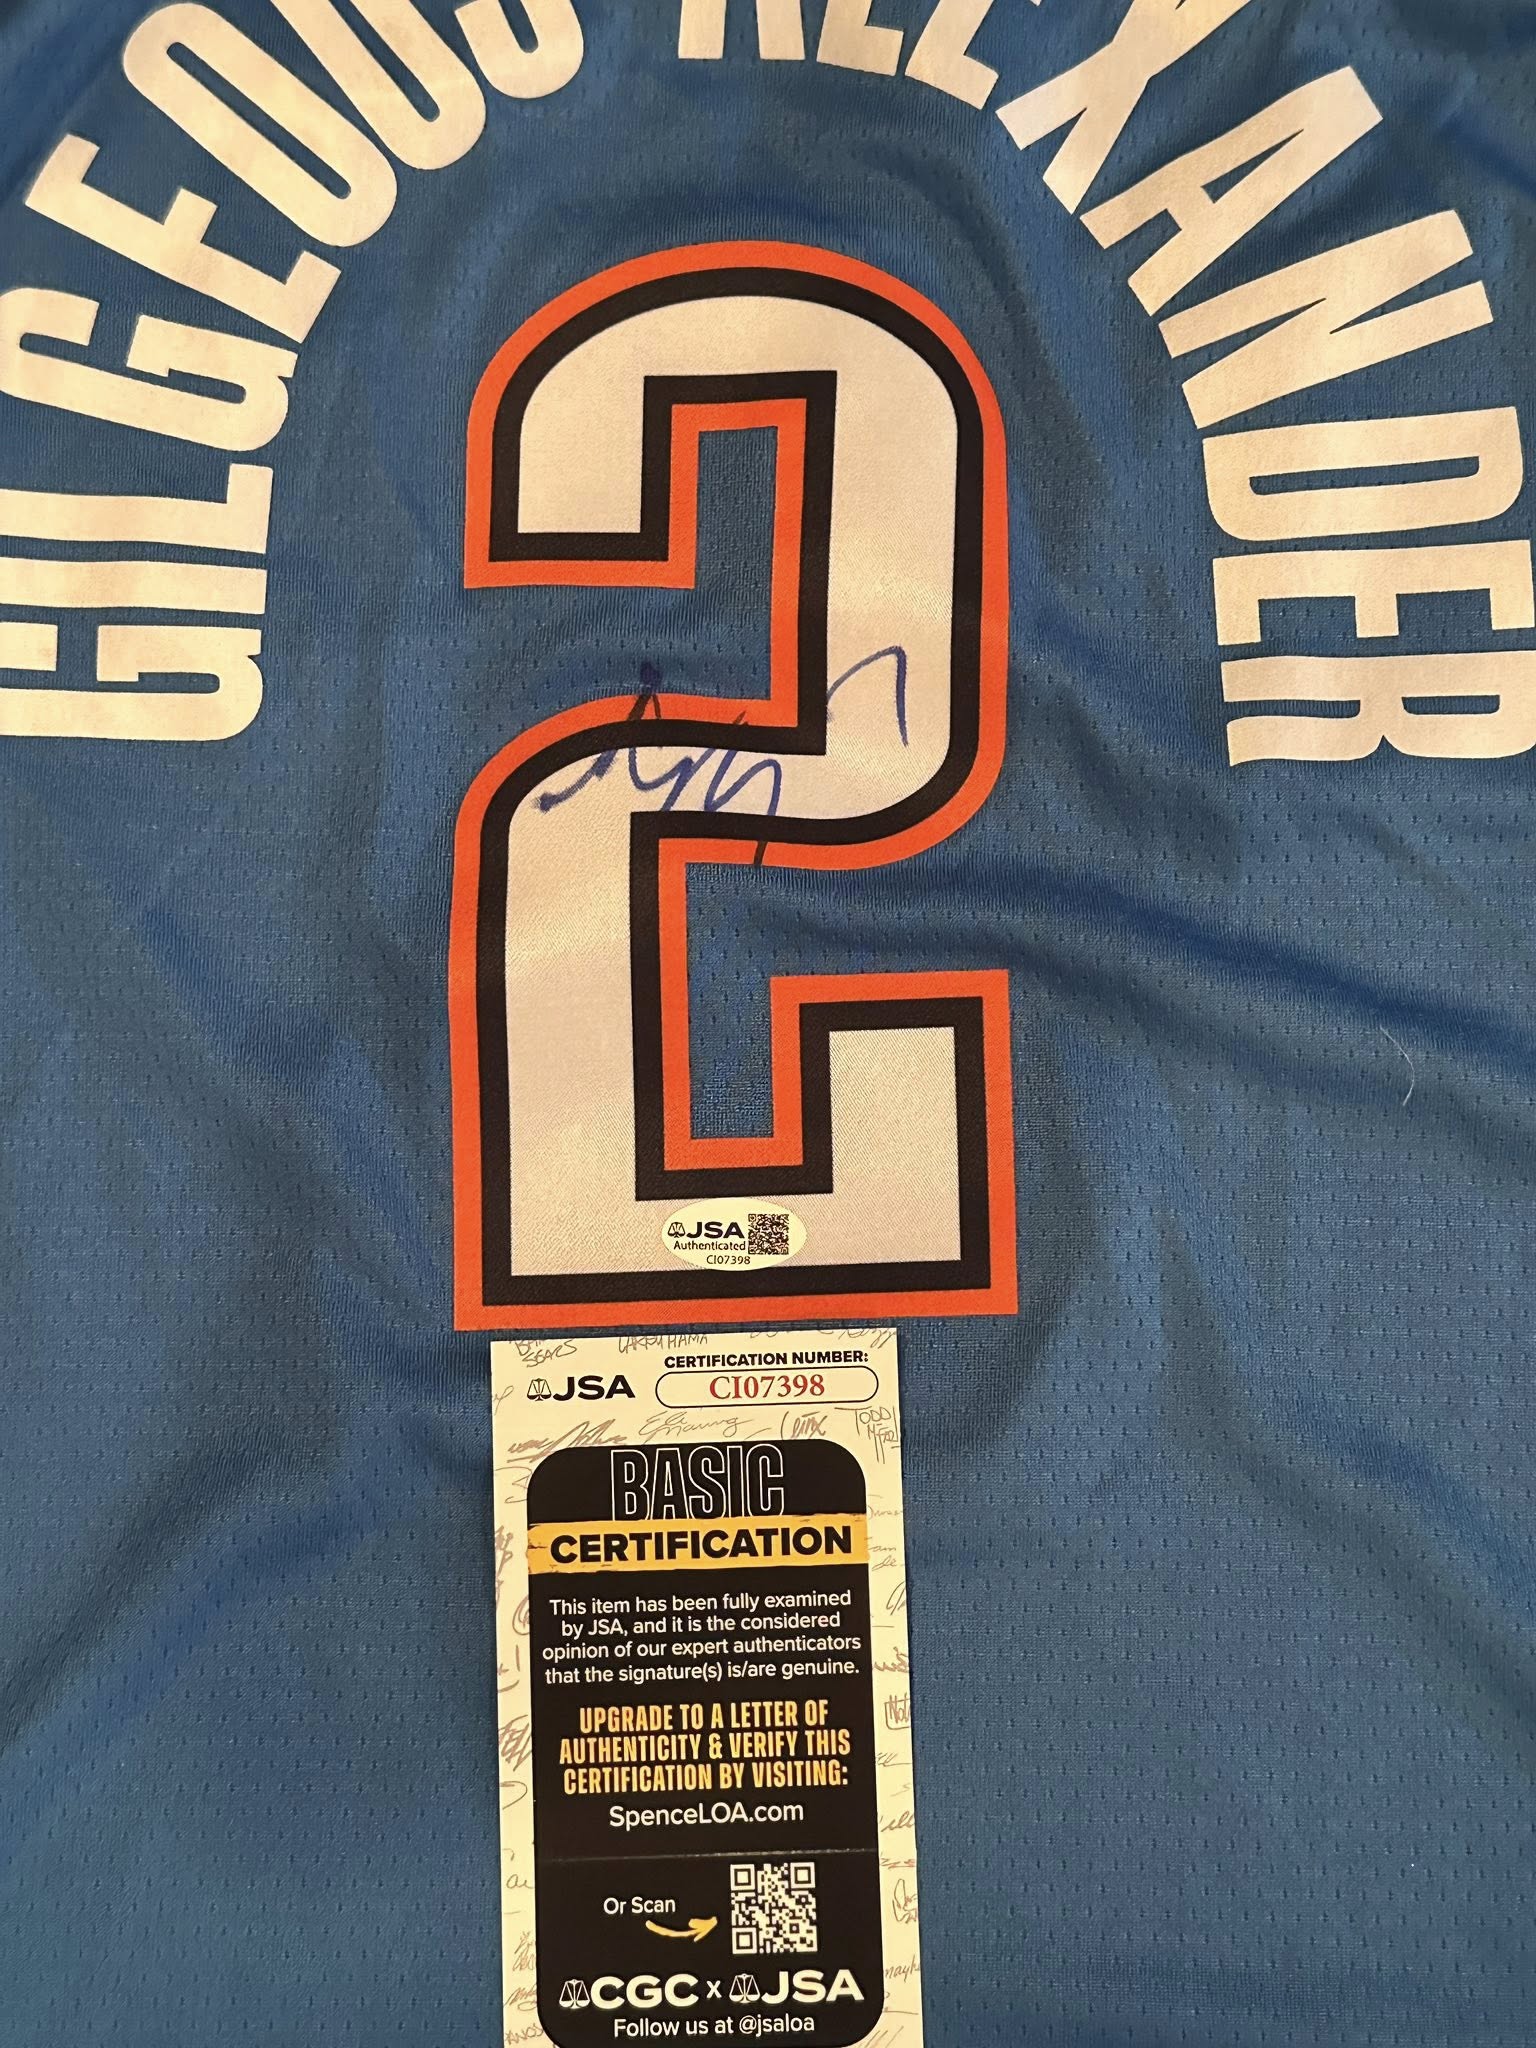 GILGEOUS-ALEXANDER
2
JSA
Authenticated
CI07398
JSA
CERTIFICATION NUMBER:
CI07398
BASIC
CERTIFICATION
This item has been fully examined
by JSA, and it is the considered
opinion of our expert authenticators
that the signature(s) is/are genuine.
UPGRADE TO A LETTER OF
AUTHENTICITY & VERIFY THIS
CERTIFICATION BY VISITING:
SpenceLOA.com
Or Scan
CGC x JSA
Follow us at @jsaloa